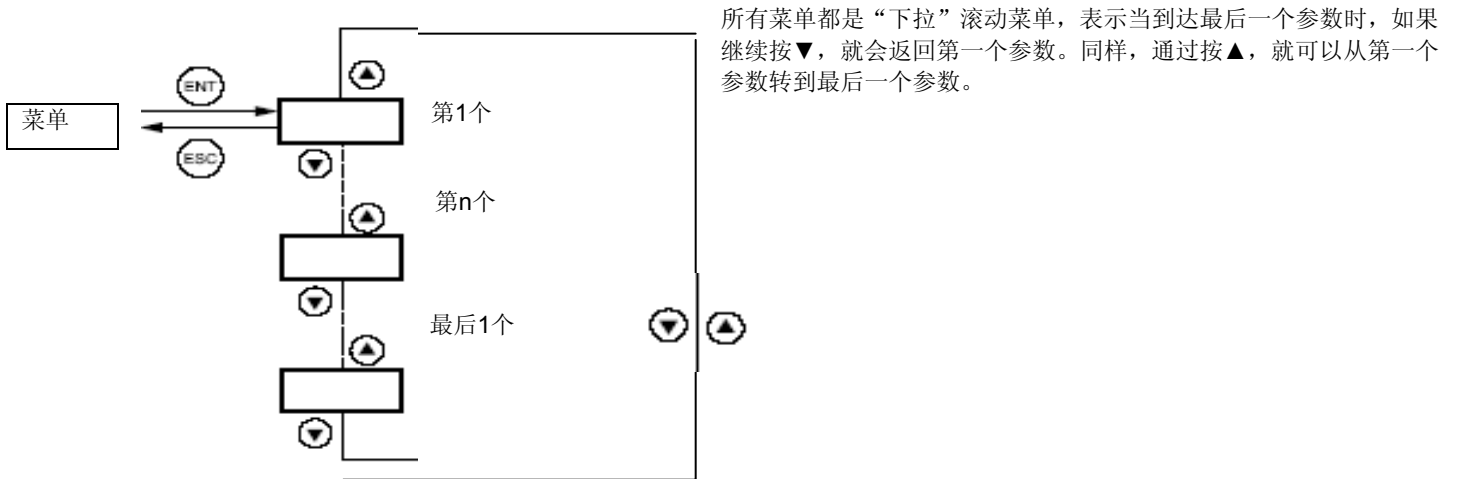 所有菜单都是“下拉”滚动菜单，表示当到达最后一个参数时，如果
继续按▼，就会返回第一个参数。同样，通过按▲，就可以从第一个
参数转到最后一个参数。
ENT
菜单
第1个
ESC
第n个
最后1个